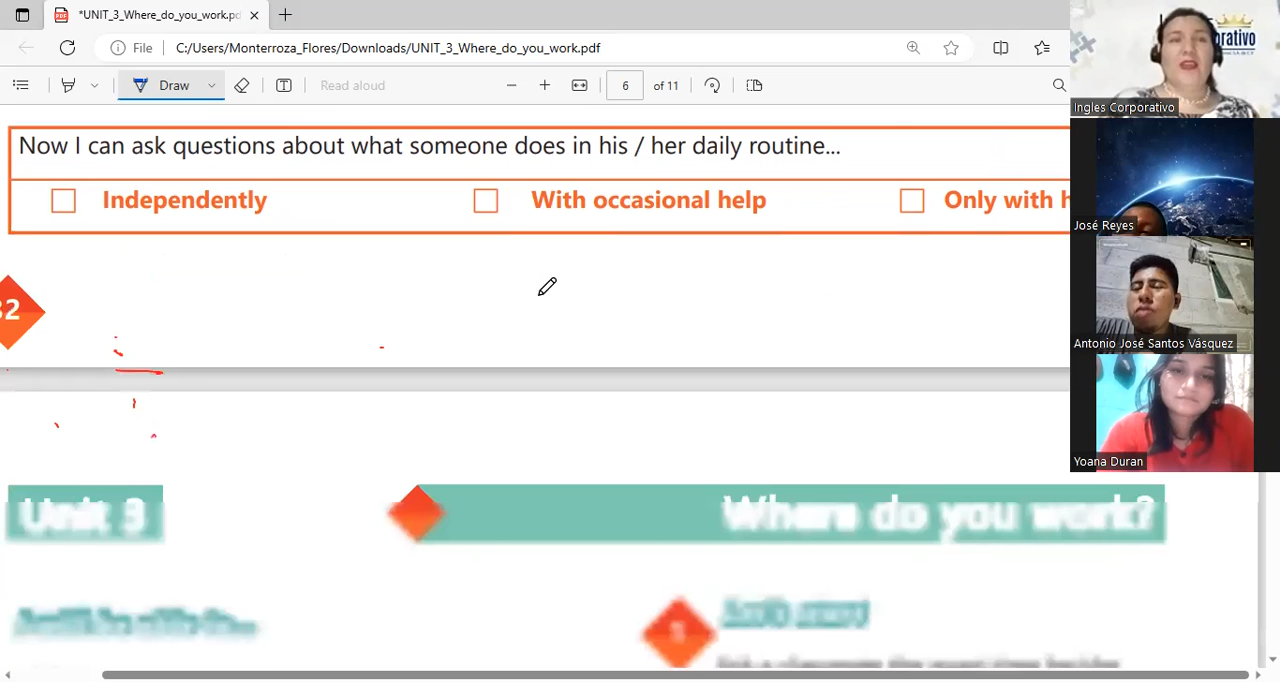 *UNIT_3_Where_do_you_work.pd
File
C:/Users/Monterroza_Flores/Downloads/UNIT_3_Where_do_you_work.pdf
Draw
Read aloud
6
of 11
Now I can ask questions about what someone does in his / her daily routine...
Independently
With occasional help
Only with h
32
Unit 3
Where do you work?
orativo
Ingles Corporativo
José Reyes
Antonio José Santos Vásquez
Yoana Duran